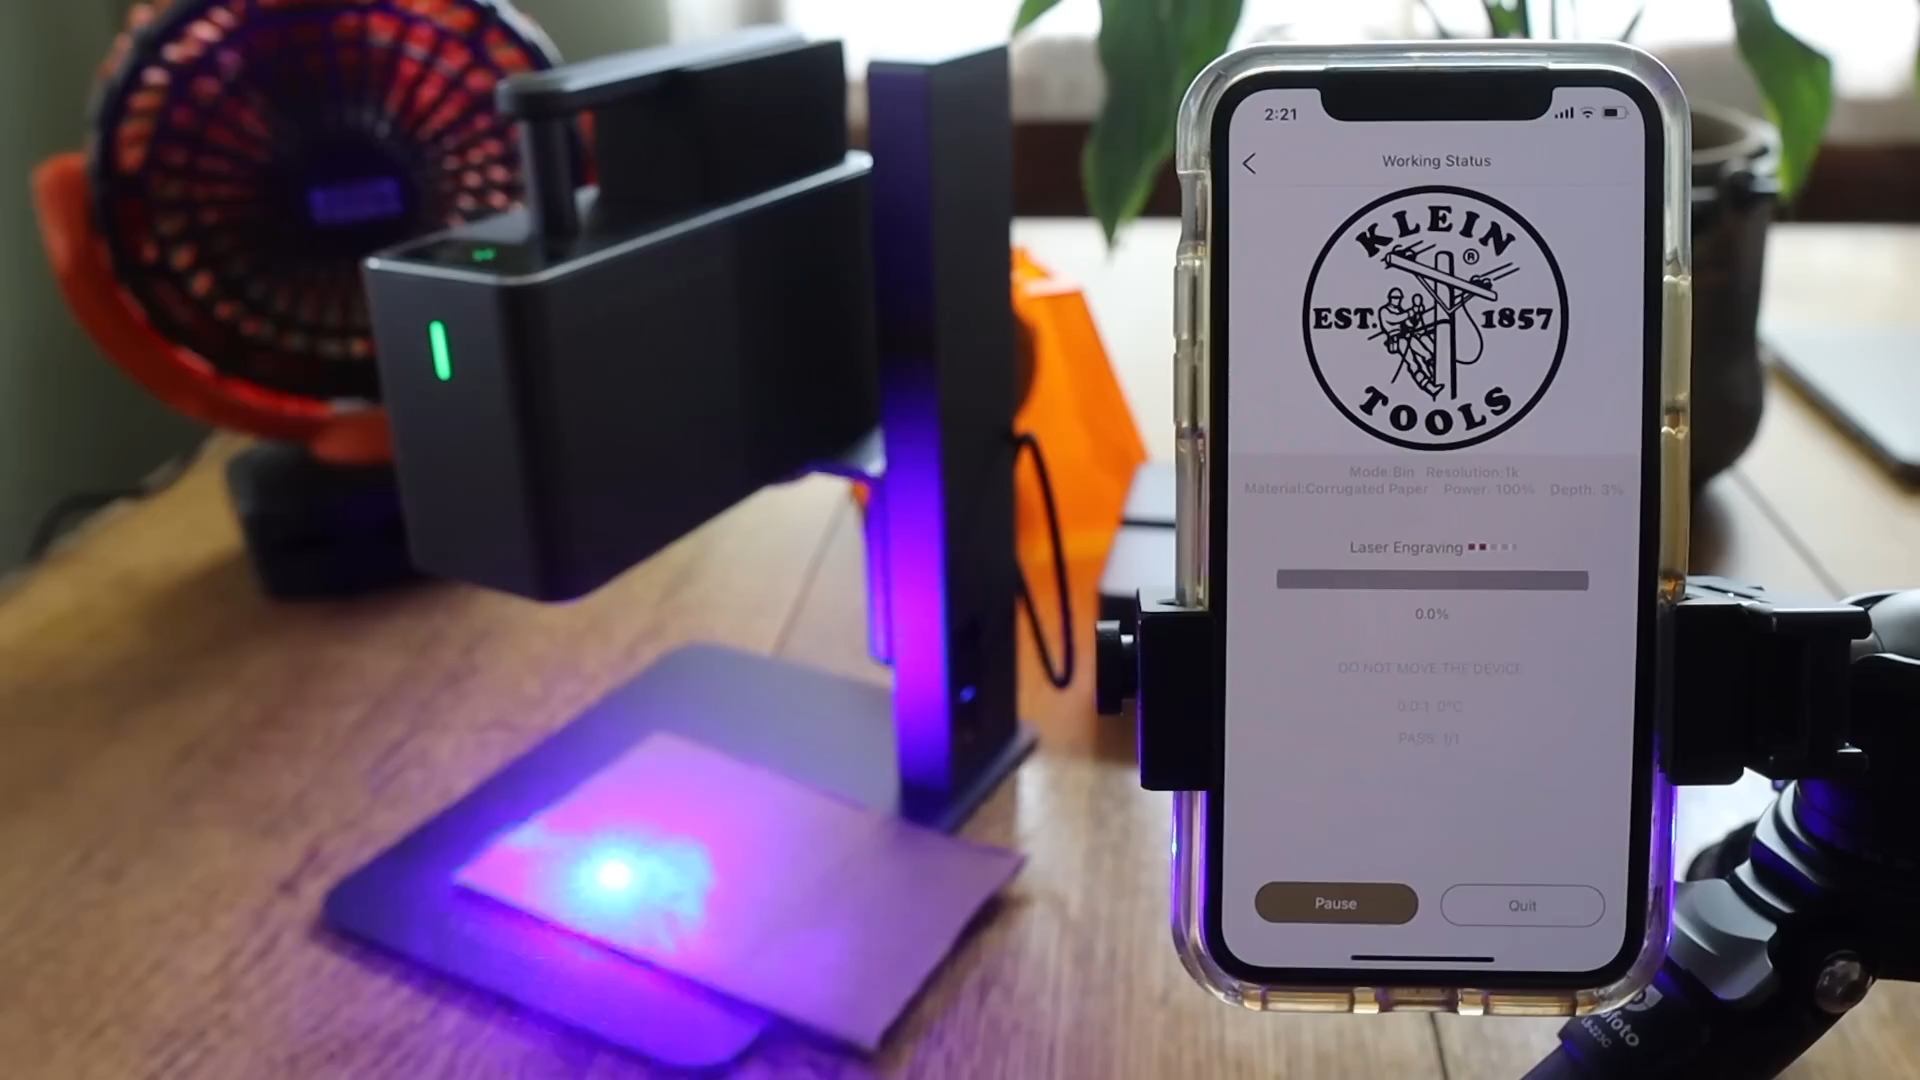 2:21
Working Status
KLEIN
®
EST. 1857
TOOLS
Mode:Bin Resolution:1k
Material:Corrugated Paper Power: 100% Depth. 3%
Laser Engraving
0.0%
DO NOT MOVE THE DEVICE
PASS: 1/1
Pause
Quit